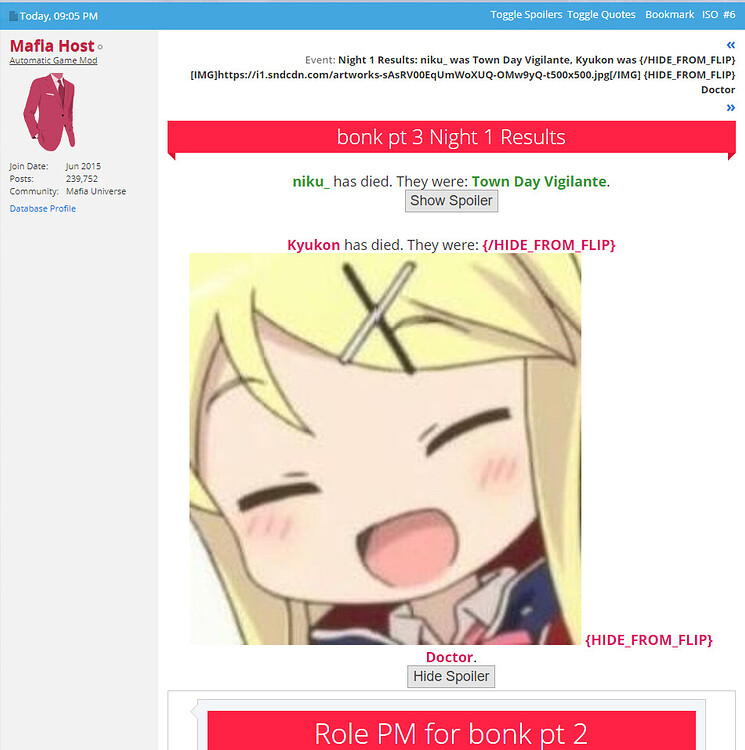 Today, 09:05 PM
Toggle Spoilers Toggle Quotes Bookmark ISO #6
Mafia Host
Automatic Game Mod
Join Date: Jun 2015
Posts: 239,752
Community: Mafia Universe
Database Profile
«
Event: Night 1 Results: niku_ was Town Day Vigilante, Kyukon was {/HIDE_FROM_FLIP}
[IMG]https://i1.sndcdn.com/artworks-sAsRV00EqUmWoXUQ-OMw9yQ-t500x500.jpg[/IMG] {HIDE_FROM_FLIP}
Doctor
»
bonk pt 3 Night 1 Results
niku_ has died. They were: Town Day Vigilante.
Show Spoiler
Kyukon has died. They were: {/HIDE_FROM_FLIP}
{HIDE_FROM_FLIP}
Doctor.
Hide Spoiler
Role PM for bonk pt 2